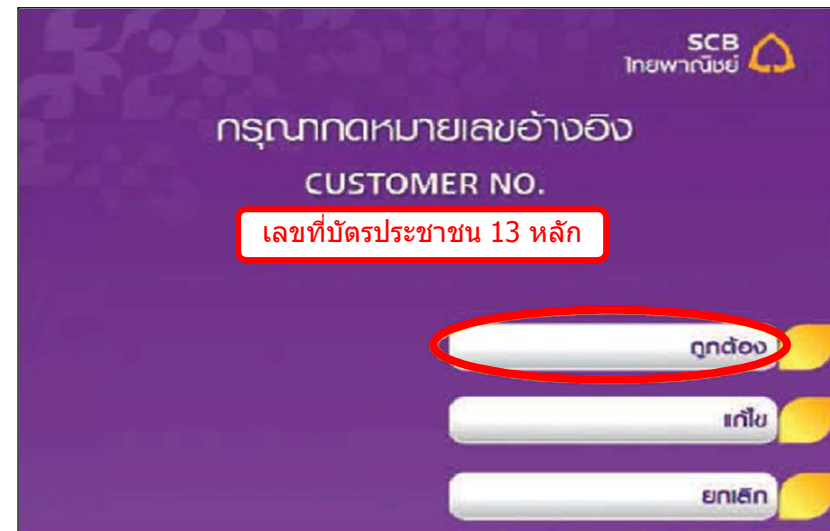 SCB
ไทยพาณิชย์
กรุณากดหมายเลขอ้างอิง
CUSTOMER NO.
เลขที่บัตรประชาชน 13 หลัก
ถูกต้อง
แก้ไข
ยกเลิก